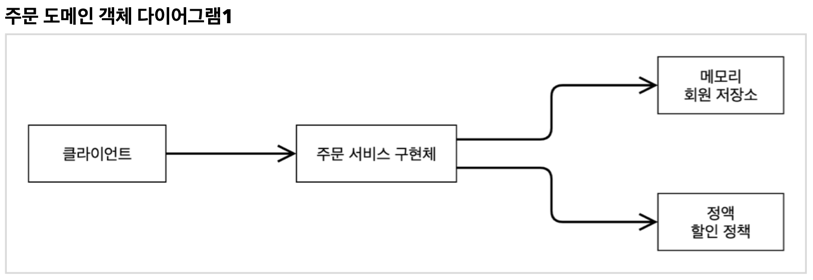 주문 도메인 객체 다이어그램1
클라이언트
주문 서비스 구현체
메모리
회원 저장소
정액
할인 정책